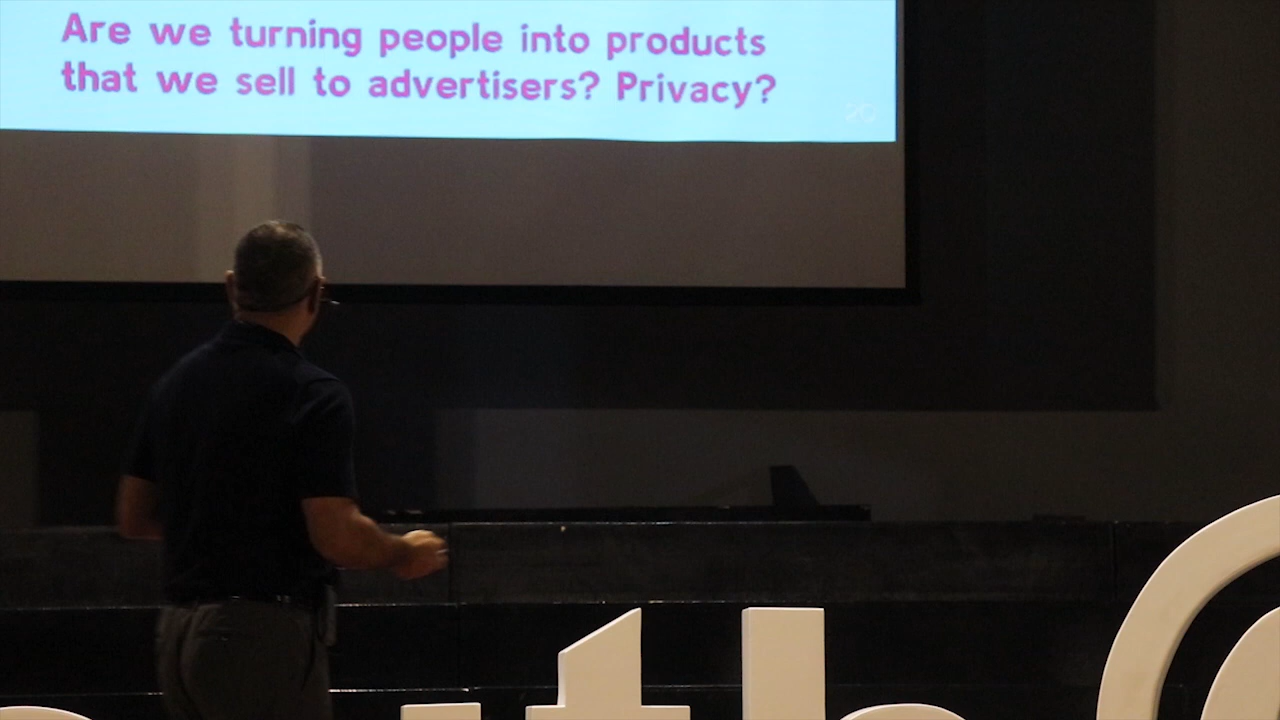 Are we turning people into products
that we sell to advertisers? Privacy?